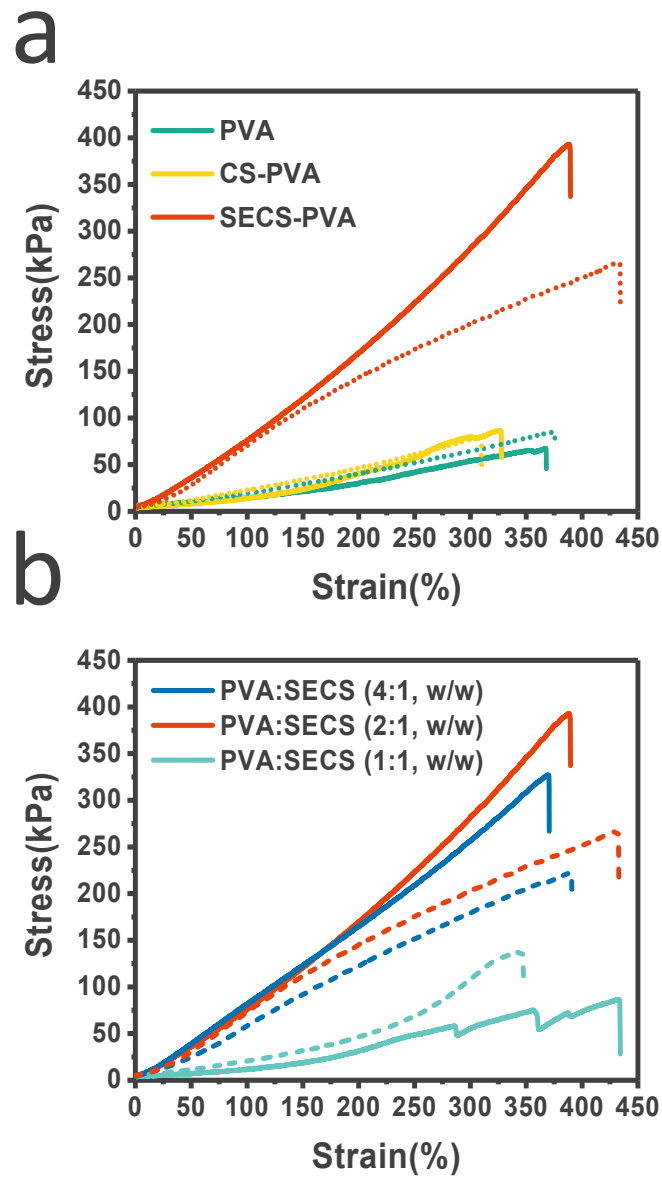 a
450
400
350
300
250
200
150
100
50
0
Stress(kPa)
PVA
CS-PVA
SECS-PVA
0 50 100 150 200 250 300 350 400 450
Strain(%)
b
450
400
350
300
250
200
150
100
50
0
Stress(kPa)
PVA:SECS (4:1, w/w)
PVA:SECS (2:1, w/w)
PVA:SECS (1:1, w/w)
0 50 100 150 200 250 300 350 400 450
Strain(%)